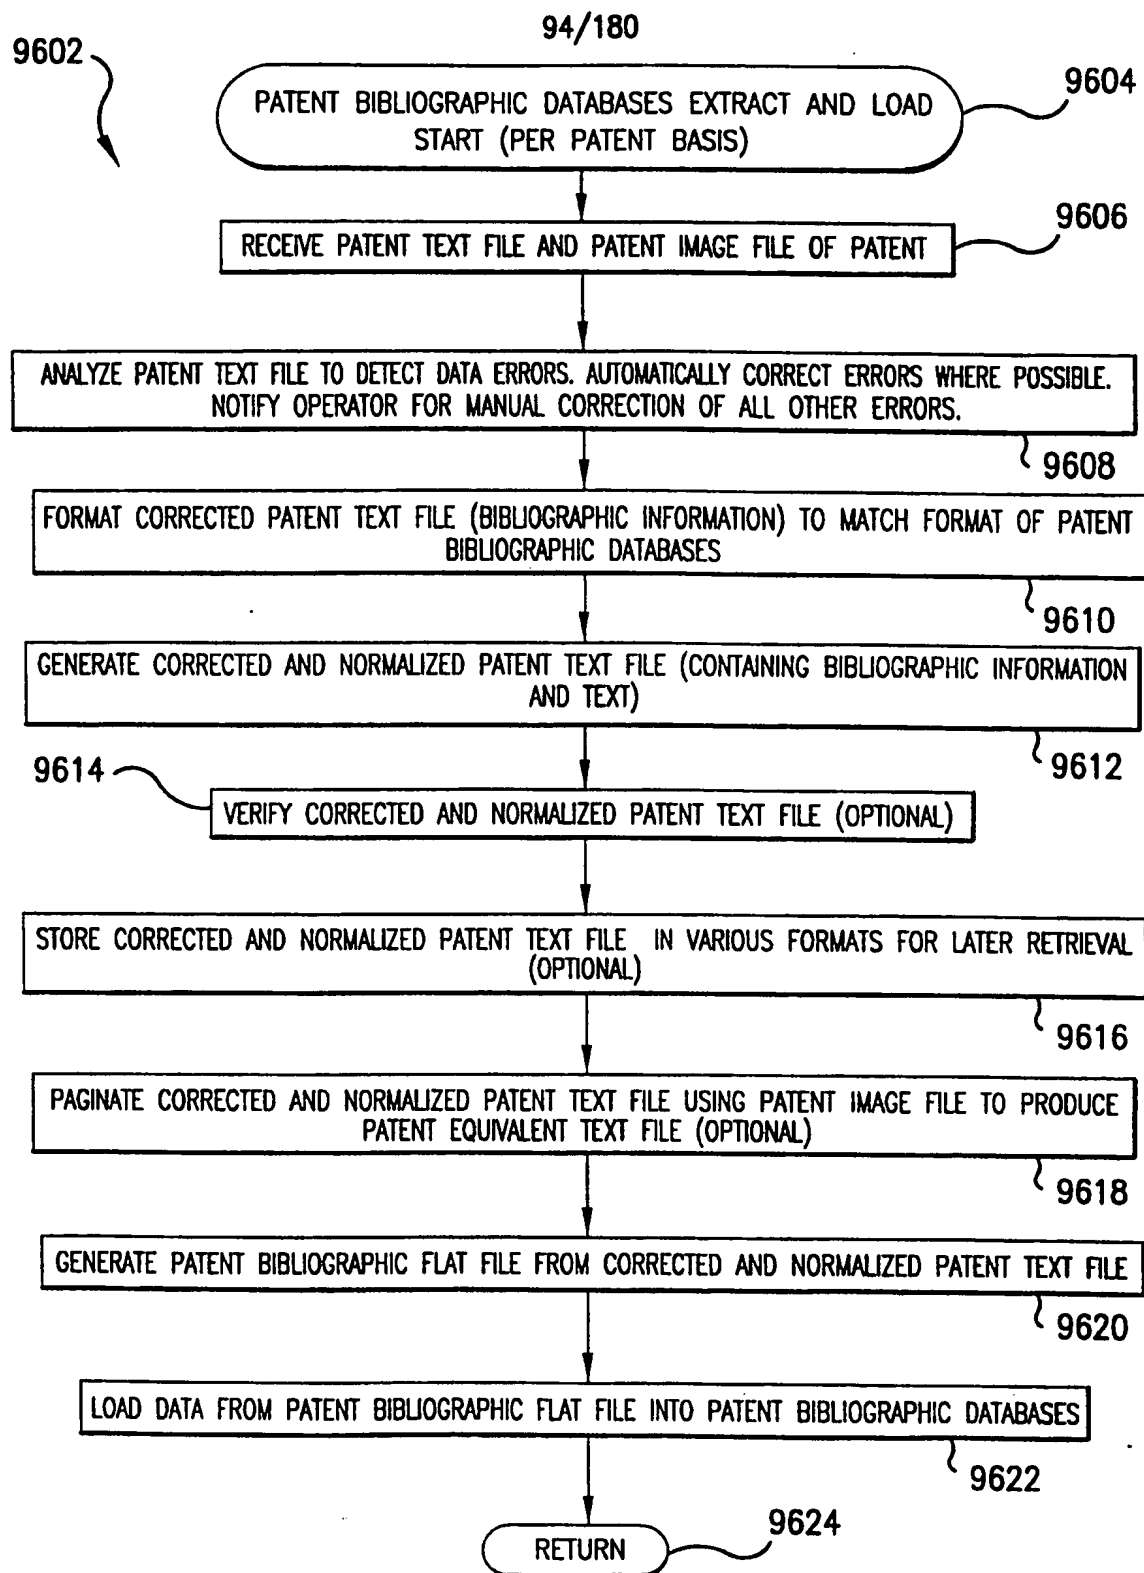 94/180
9602
PATENT BIBLIOGRAPHIC DATABASES EXTRACT AND LOAD
START (PER PATENT BASIS)
9604
RECEIVE PATENT TEXT FILE AND PATENT IMAGE FILE OF PATENT
9606
ANALYZE PATENT TEXT FILE TO DETECT DATA ERRORS. AUTOMATICALLY CORRECT ERRORS WHERE POSSIBLE.
NOTIFY OPERATOR FOR MANUAL CORRECTION OF ALL OTHER ERRORS.
9608
FORMAT CORRECTED PATENT TEXT FILE (BIBLIOGRAPHIC INFORMATION) TO MATCH FORMAT OF PATENT
BIBLIOGRAPHIC DATABASES
9610
GENERATE CORRECTED AND NORMALIZED PATENT TEXT FILE (CONTAINING BIBLIOGRAPHIC INFORMATION
AND TEXT)
9612
9614
VERIFY CORRECTED AND NORMALIZED PATENT TEXT FILE (OPTIONAL)
STORE CORRECTED AND NORMALIZED PATENT TEXT FILE IN VARIOUS FORMATS FOR LATER RETRIEVAL
(OPTIONAL)
9616
PAGINATE CORRECTED AND NORMALIZED PATENT TEXT FILE USING PATENT IMAGE FILE TO PRODUCE
PATENT EQUIVALENT TEXT FILE (OPTIONAL)
9618
GENERATE PATENT BIBLIOGRAPHIC FLAT FILE FROM CORRECTED AND NORMALIZED PATENT TEXT FILE
9620
LOAD DATA FROM PATENT BIBLIOGRAPHIC FLAT FILE INTO PATENT BIBLIOGRAPHIC DATABASES
9622
RETURN
9624